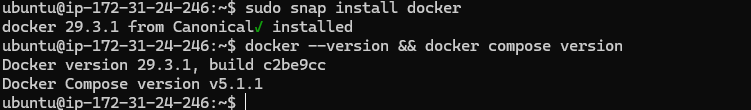 ubuntu@ip-172-31-24-246:~$ sudo snap install docker
docker 29.3.1 from Canonical✓ installed
ubuntu@ip-172-31-24-246:~$ docker --version && docker compose version
Docker version 29.3.1, build c2be9cc
Docker Compose version v5.1.1
ubuntu@ip-172-31-24-246:~$